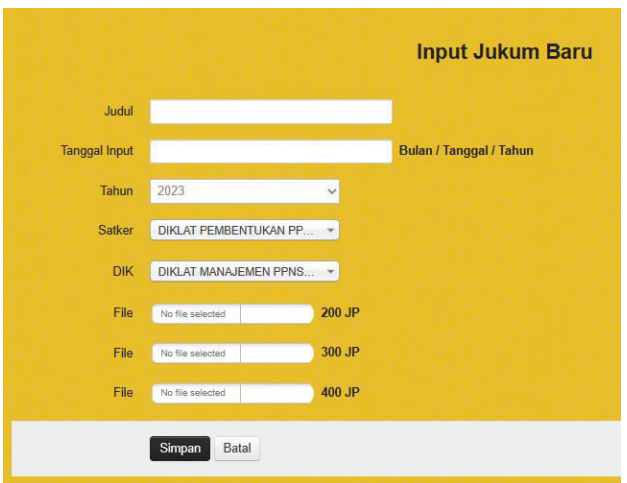 Input Jukum Baru
Judul
Tanggal Input Bulan / Tanggal / Tahun
Tahun 2023
Satker DIKLAT PEMBENTUKAN PP...
DIK DIKLAT MANAJEMEN PPNS...
File No file selected 200 JP
File No file selected 300 JP
File No file selected 400 JP
Simpan Batal